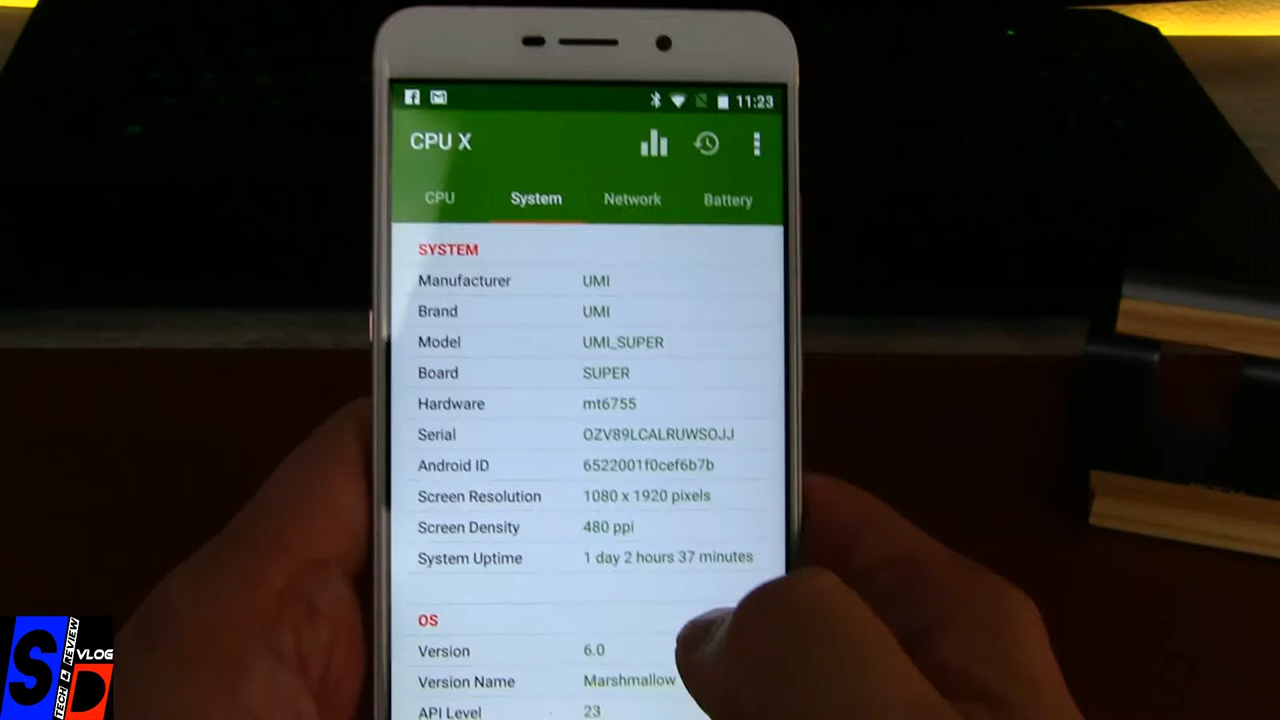 11:23
CPU X
CPU System Network Battery
SYSTEM
Manufacturer UMI
Brand UMI
Model UMI_SUPER
Board SUPER
Hardware mt6755
Serial OZV89LCALRUWSOJJ
Android ID 6522001f0cef6b7b
Screen Resolution 1080 x 1920 pixels
Screen Density 480 ppi
System Uptime 1 day 2 hours 37 minutes
OS
Version 6.0
Version Name Marshmallow
API Level 23
SD
TECH & REVIEW
VLOG